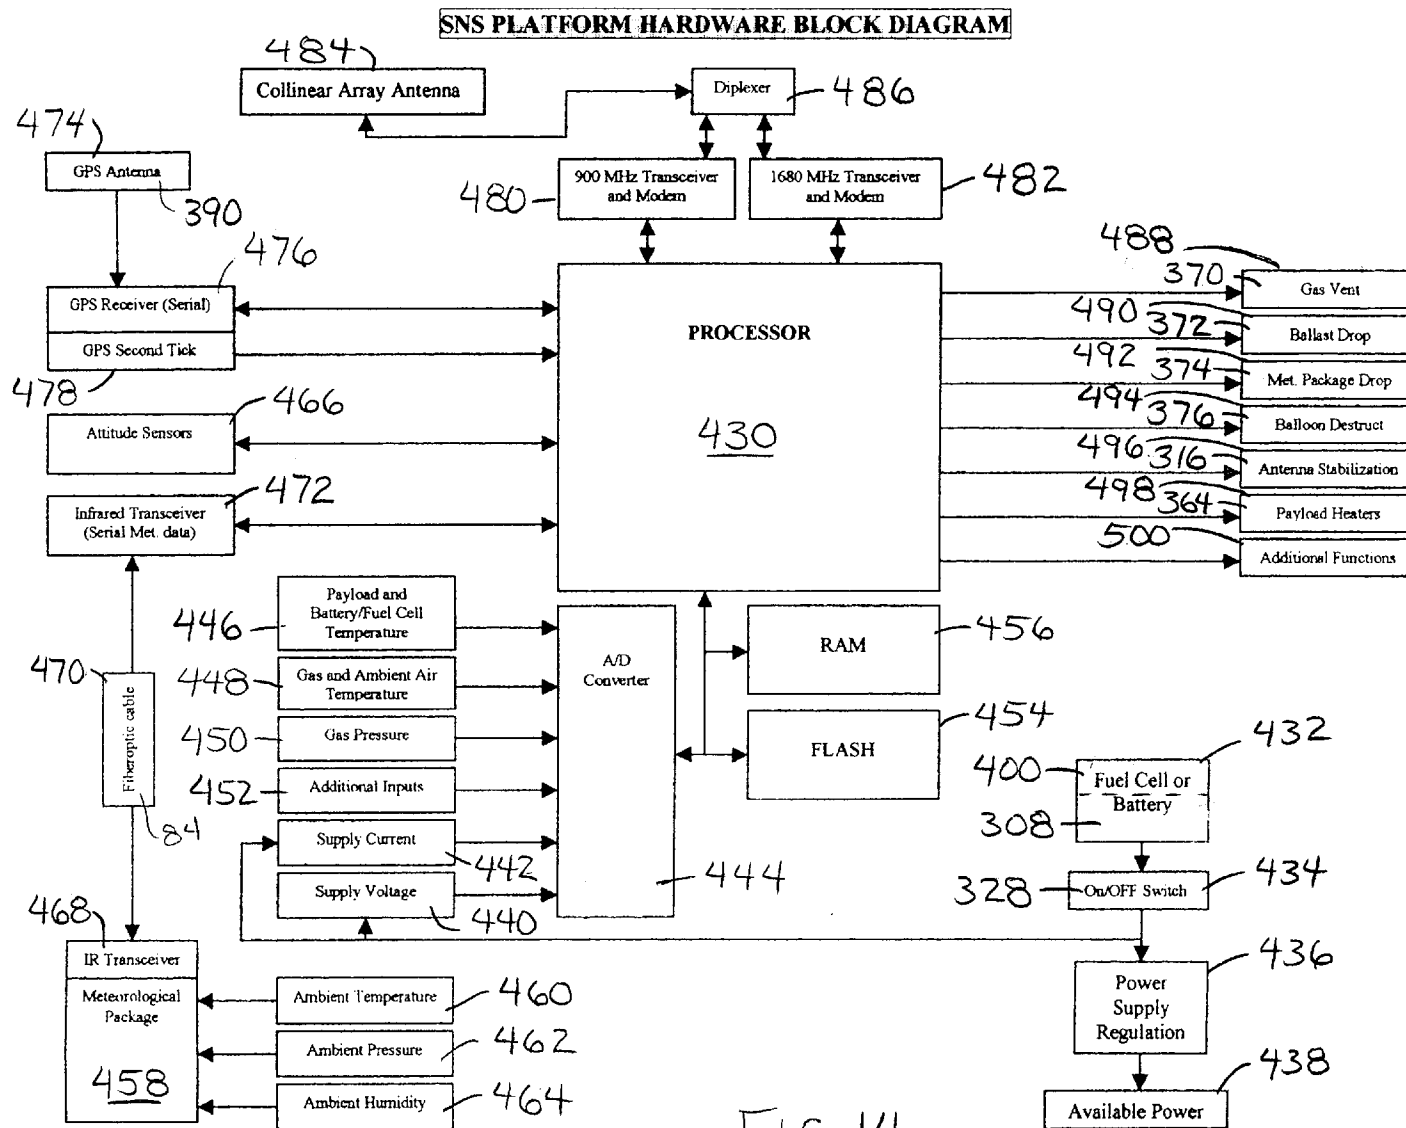 SNS PLATFORM HARDWARE BLOCK DIAGRAM
484
Collinear Array Antenna
Diplexer
486
474
GPS Antenna
390
480
900 MHz Transceiver
and Modem
1680 MHz Transceiver
and Modem
482
476
GPS Receiver (Serial)
GPS Second Tick
478
466
Attitude Sensors
472
Infrared Transceiver
(Serial Met. data)
PROCESSOR
430
488
370
Gas Vent
490
372
Ballast Drop
492
374
Met. Package Drop
494
376
Balloon Destruct
496
316
Antenna Stabilization
498
364
Payload Heaters
500
Additional Functions
446
Payload and
Battery/Fuel Cell
Temperature
448
Gas and Ambient Air
Temperature
450
Gas Pressure
452
Additional Inputs
Supply Current
442
Supply Voltage
440
A/D
Converter
444
RAM
456
FLASH
454
470
Fiberoptic cable
84
432
400
Fuel Cell or
Battery
308
328
On/OFF Switch
434
436
Power
Supply
Regulation
438
Available Power
468
IR Transceiver
Meteorological
Package
458
Ambient Temperature
460
Ambient Pressure
462
Ambient Humidity
464
FIG. 14